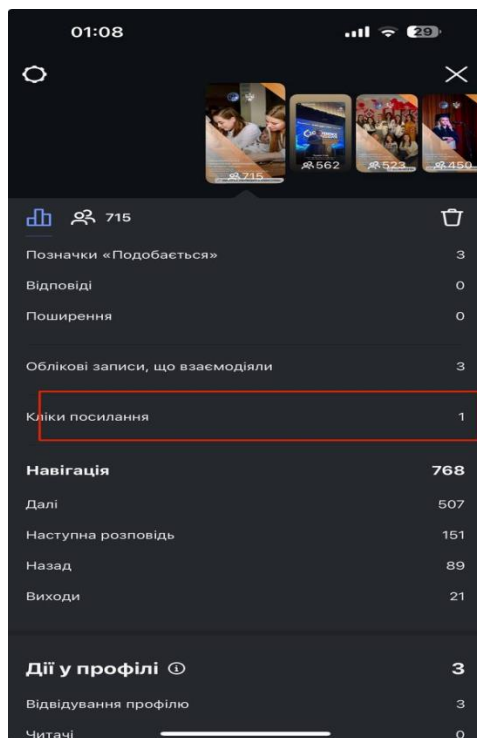 01:08
29
715
562
523
450
715
Позначки «Подобається» 3
Відповіді 0
Поширення 0
Облікові записи, що взаємодіяли 3
Кліки посилання 1
Навігація 768
Далі 507
Наступна розповідь 151
Назад 89
Виходи 21
Дії у профілі 3
Відвідування профілю 3
Читачі 0